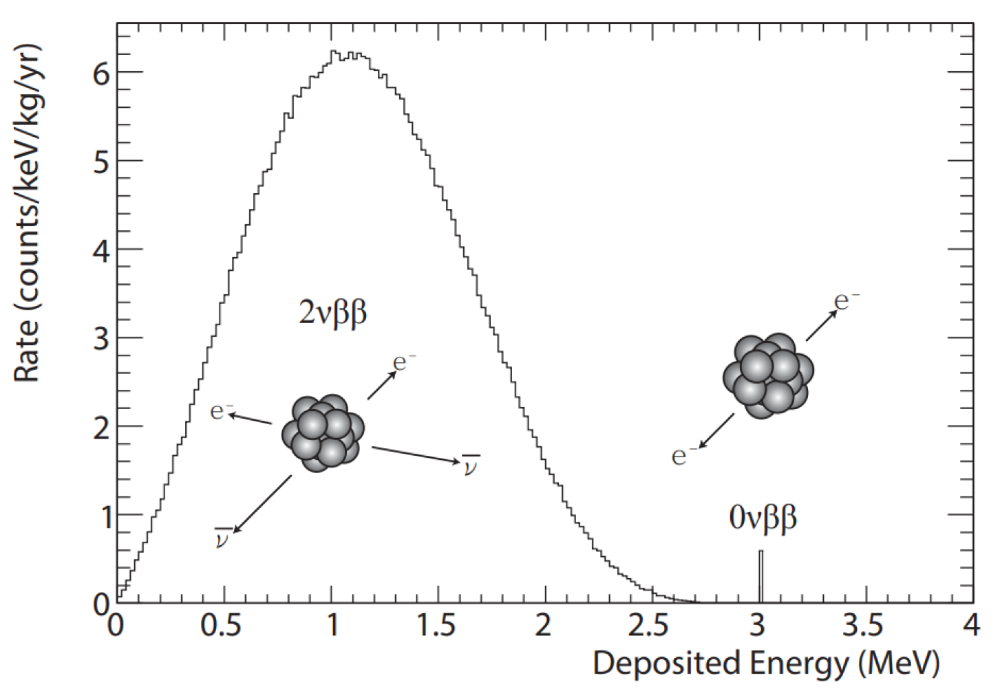 Rate (counts/keV/kg/yr)
6
5
4
3
2
1
0
2νββ
e⁻
e⁻
ν̅
ν̅
e⁻
e⁻
0νββ
0 0.5 1 1.5 2 2.5 3 3.5 4
Deposited Energy (MeV)